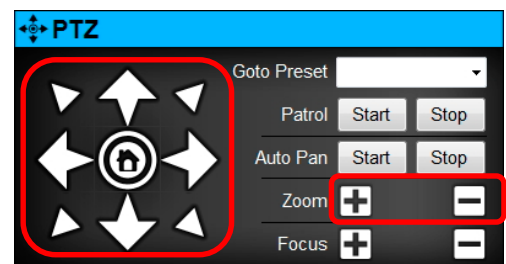 PTZ
Goto Preset
Patrol Start Stop
Auto Pan Start Stop
Zoom + −
Focus + −